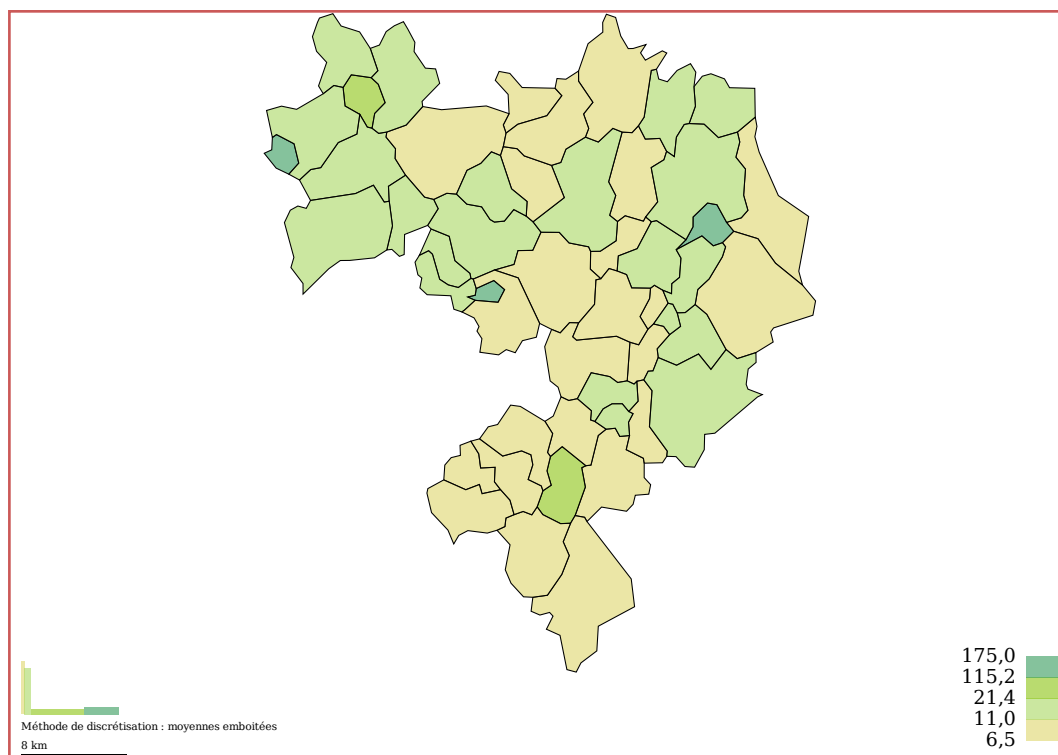 175,0
115,2
21,4
11,0
6,5
Méthode de discrétisation : moyennes emboitées
8 km